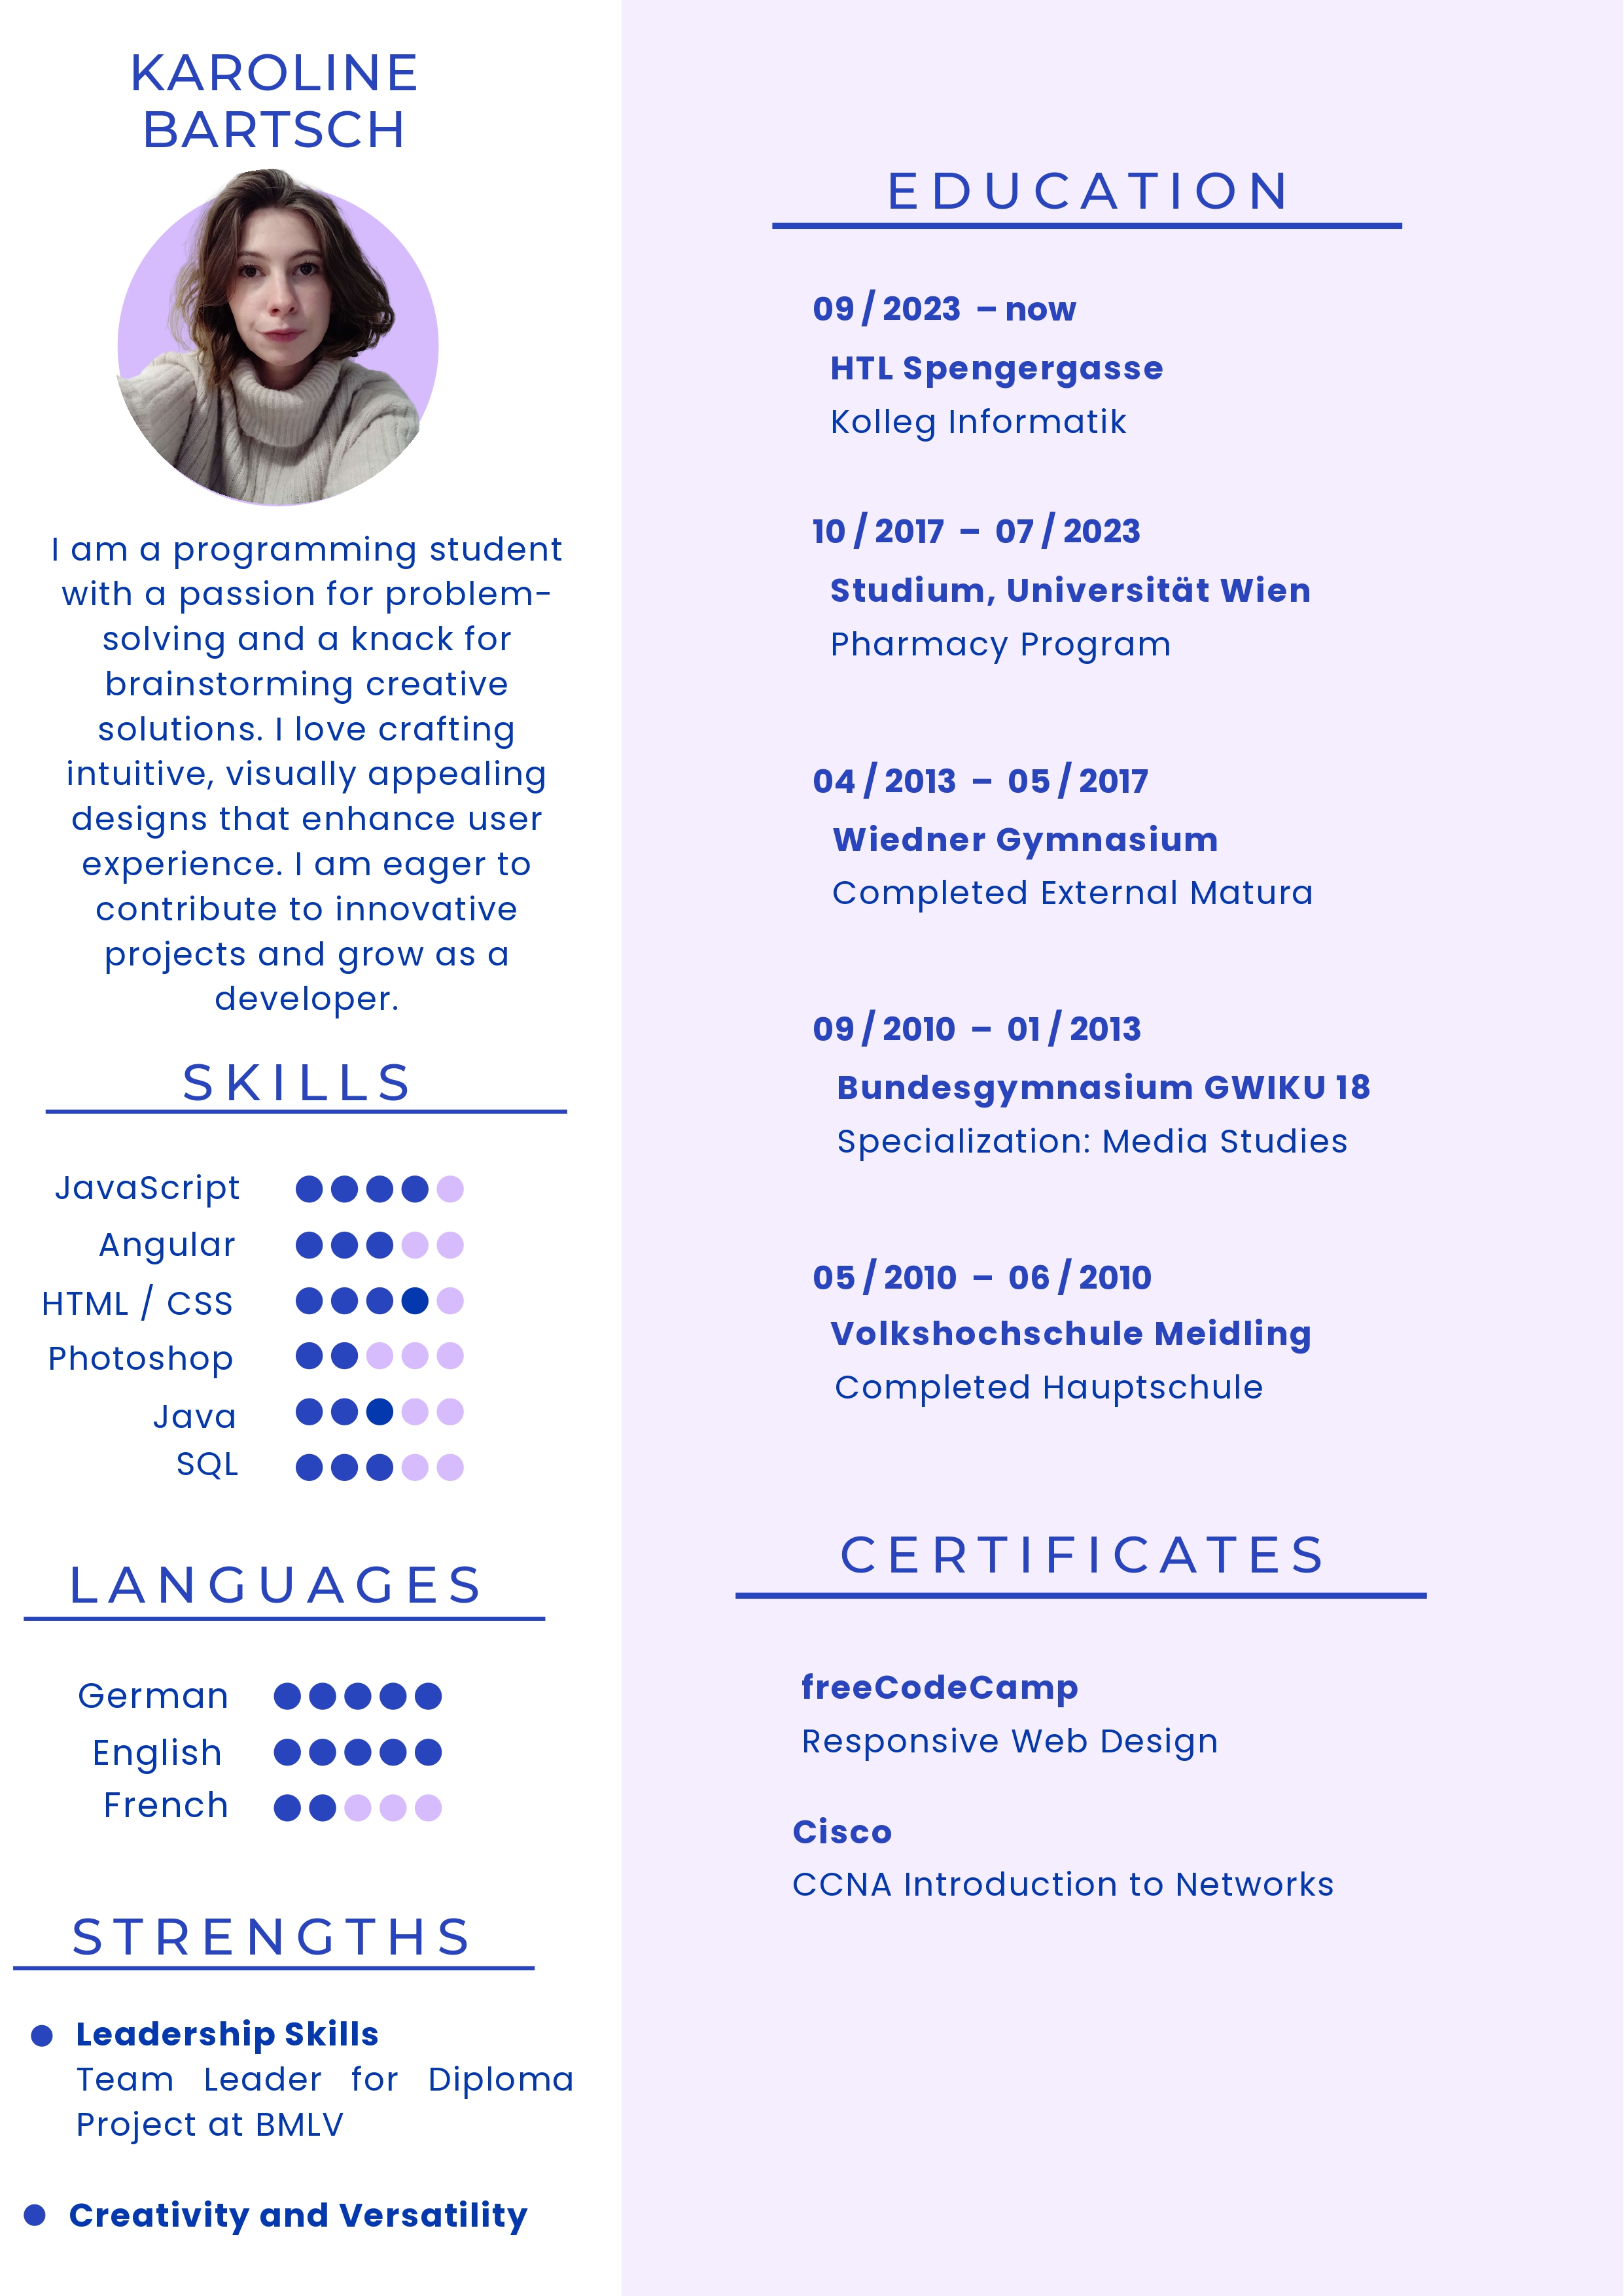 KAROLINE
BARTSCH
I am a programming student
with a passion for problem-
solving and a knack for
brainstorming creative
solutions. I love crafting
intuitive, visually appealing
designs that enhance user
experience. I am eager to
contribute to innovative
projects and grow as a
developer.
SKILLS
JavaScript
Angular
HTML / CSS
Photoshop
Java
SQL
LANGUAGES
German
English
French
STRENGTHS
Leadership Skills
Team Leader for Diploma
Project at BMLV
Creativity and Versatility
EDUCATION
09 / 2023 – now
HTL Spengergasse
Kolleg Informatik
10 / 2017 – 07 / 2023
Studium, Universität Wien
Pharmacy Program
04 / 2013 – 05 / 2017
Wiedner Gymnasium
Completed External Matura
09 / 2010 – 01 / 2013
Bundesgymnasium GWIKU 18
Specialization: Media Studies
05 / 2010 – 06 / 2010
Volkshochschule Meidling
Completed Hauptschule
CERTIFICATES
freeCodeCamp
Responsive Web Design
Cisco
CCNA Introduction to Networks